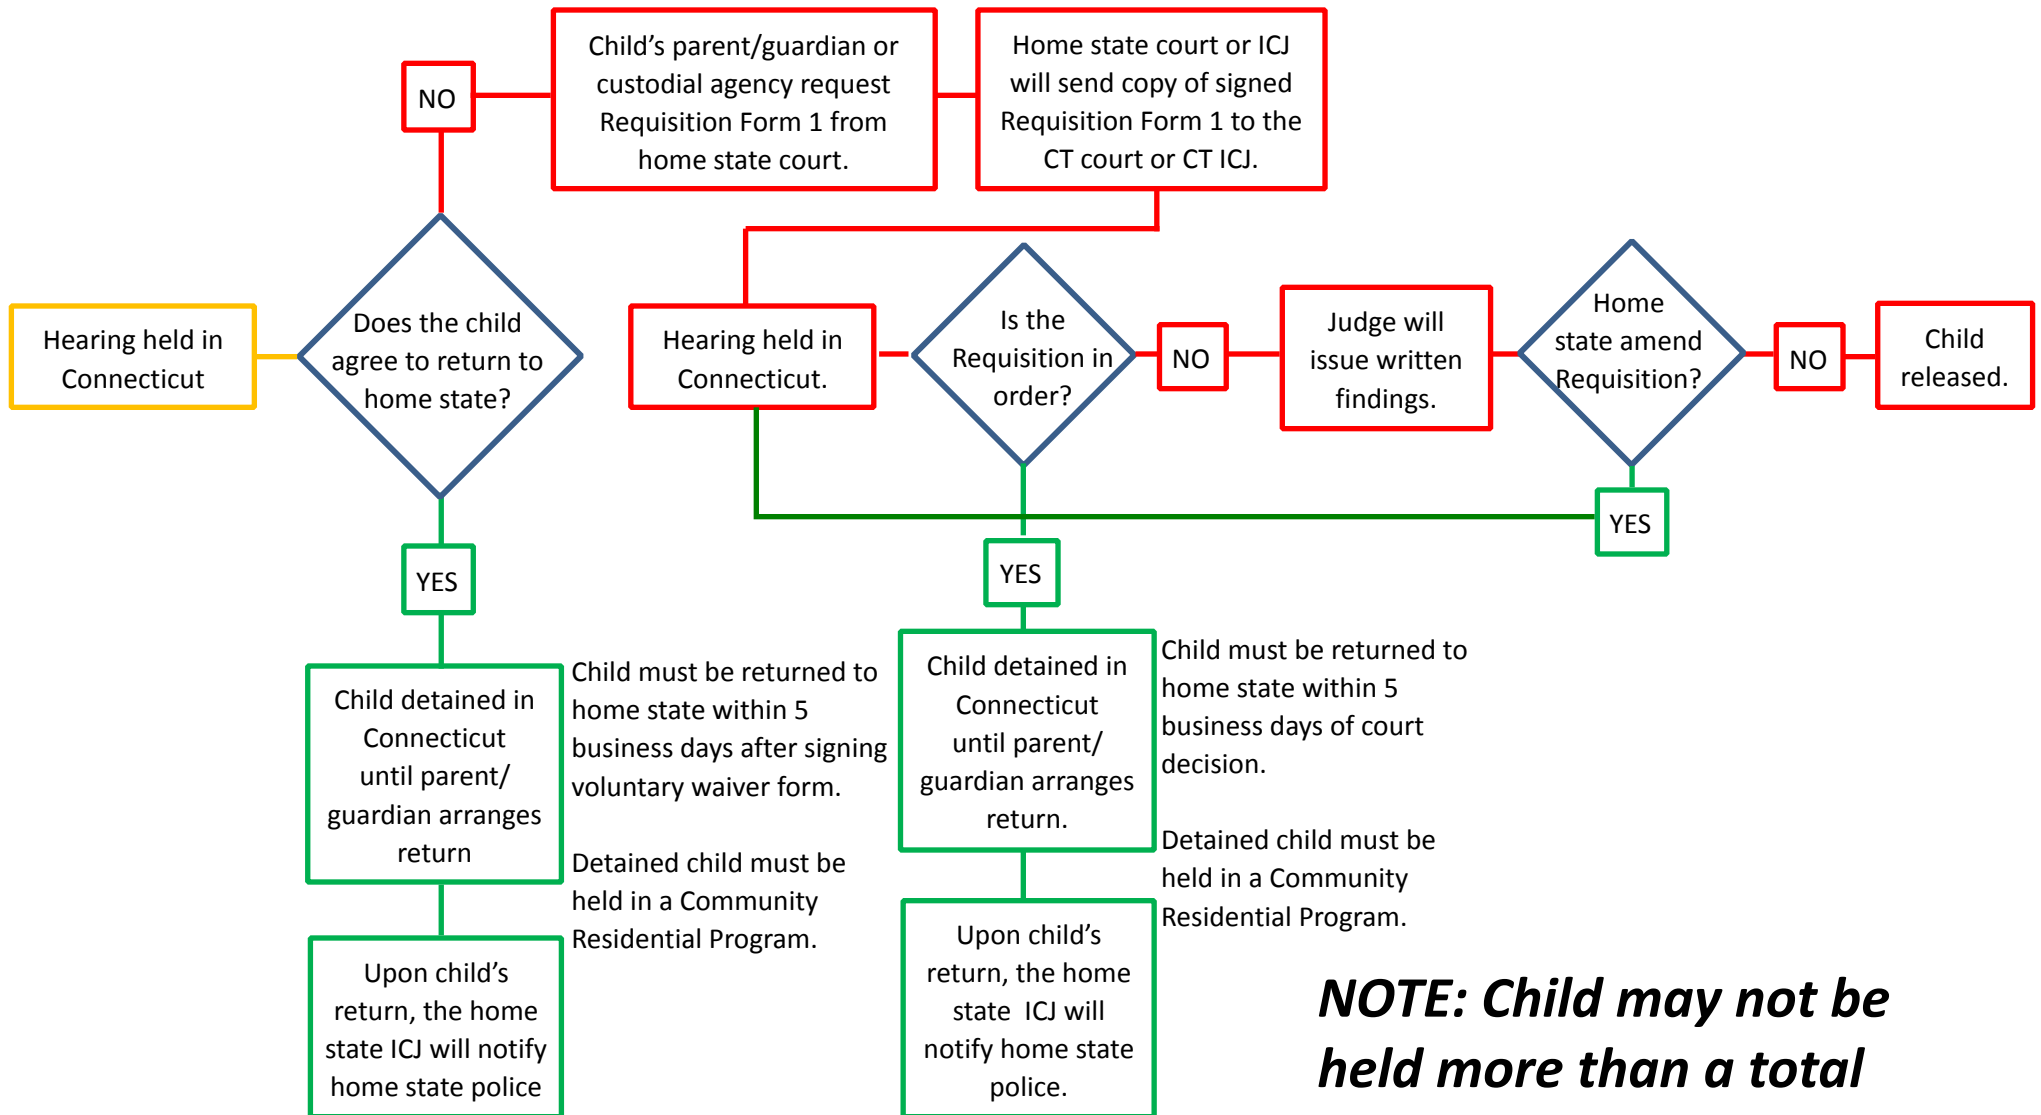 NO
Child's parent/guardian or
custodial agency request
Requisition Form 1 from
home state court.
Home state court or ICJ
will send copy of signed
Requisition Form 1 to the
CT court or CT ICJ.
Hearing held in
Connecticut
Does the child
agree to return to
home state?
Hearing held in
Connecticut.
Is the
Requisition in
order?
NO
Judge will
issue written
findings.
Home
state amend
Requisition?
NO
Child
released.
YES
YES
YES
Child detained in
Connecticut
until parent/
guardian arranges
return
Child must be returned to
home state within 5
business days after signing
voluntary waiver form.
Detained child must be
held in a Community
Residential Program.
Child detained in
Connecticut
until parent/
guardian arranges
return.
Child must be returned to
home state within 5
business days of court
decision.
Detained child must be
held in a Community
Residential Program.
Upon child's
return, the home
state ICJ will notify
home state police
Upon child's
return, the home
state  ICJ will
notify home state
police.
NOTE: Child may not be
held more than a total